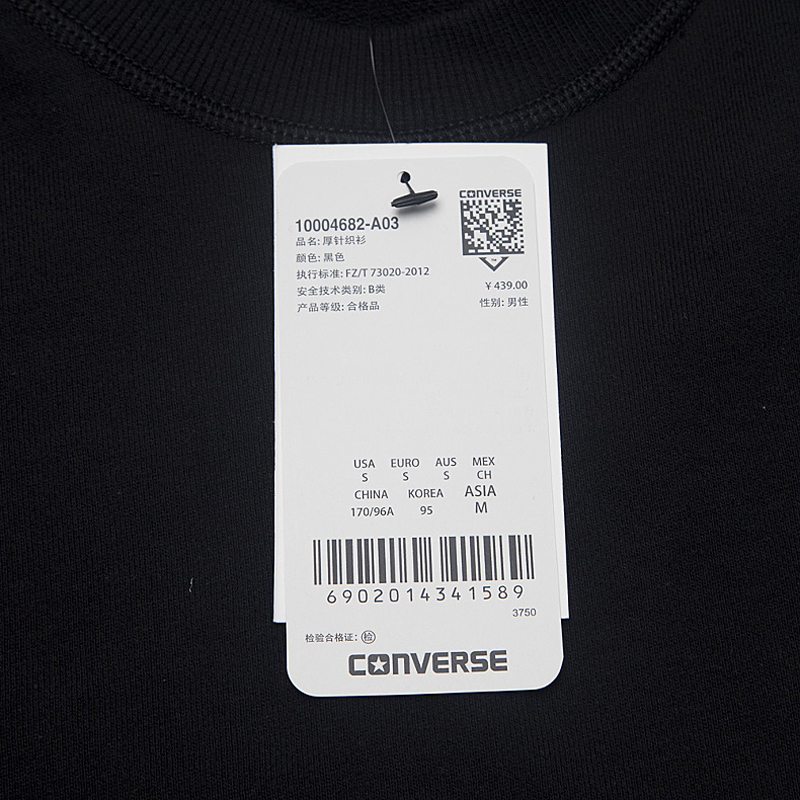 CONVERSE
10004682-A03
品名: 厚针织衫
颜色: 黑色
执行标准: FZ/T 73020-2012
安全技术类别: B类
¥ 439.00
产品等级: 合格品
性别: 男性
USA EURO AUS MEX
S S S CH
CHINA KOREA ASIA
170/96A 95 M
6902014341589
3750
检验合格证: 检
CONVERSE